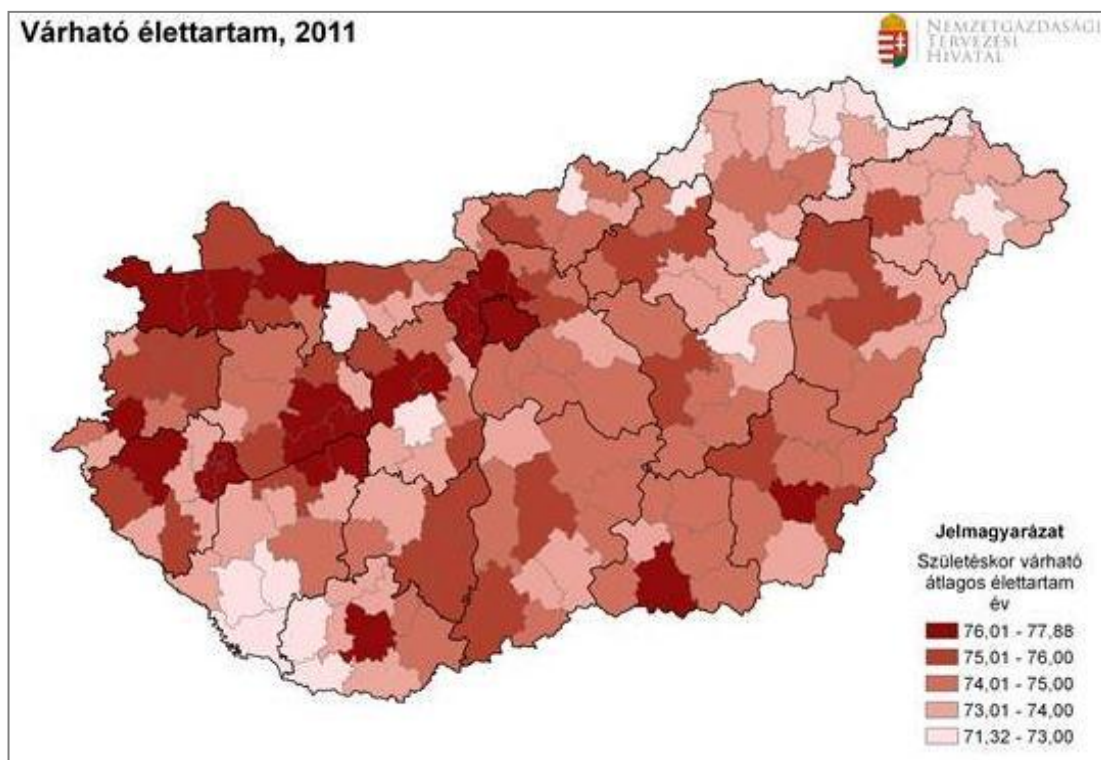 Várható élettartam, 2011
NEMZETGAZDASÁGI
TERVEZÉSI
HIVATAL
Jelmagyarázat
Születéskor várható
átlagos élettartam
év
76,01 - 77,88
75,01 - 76,00
74,01 - 75,00
73,01 - 74,00
71,32 - 73,00